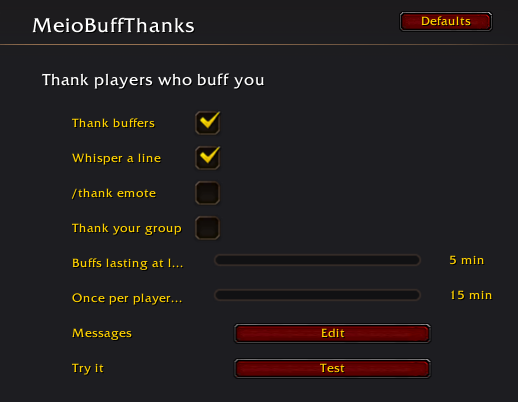 MeioBuffThanks
Defaults
Thank players who buff you
Thank buffers
Whisper a line
/thank emote
Thank your group
Buffs lasting at l... 5 min
Once per player... 15 min
Messages Edit
Try it Test